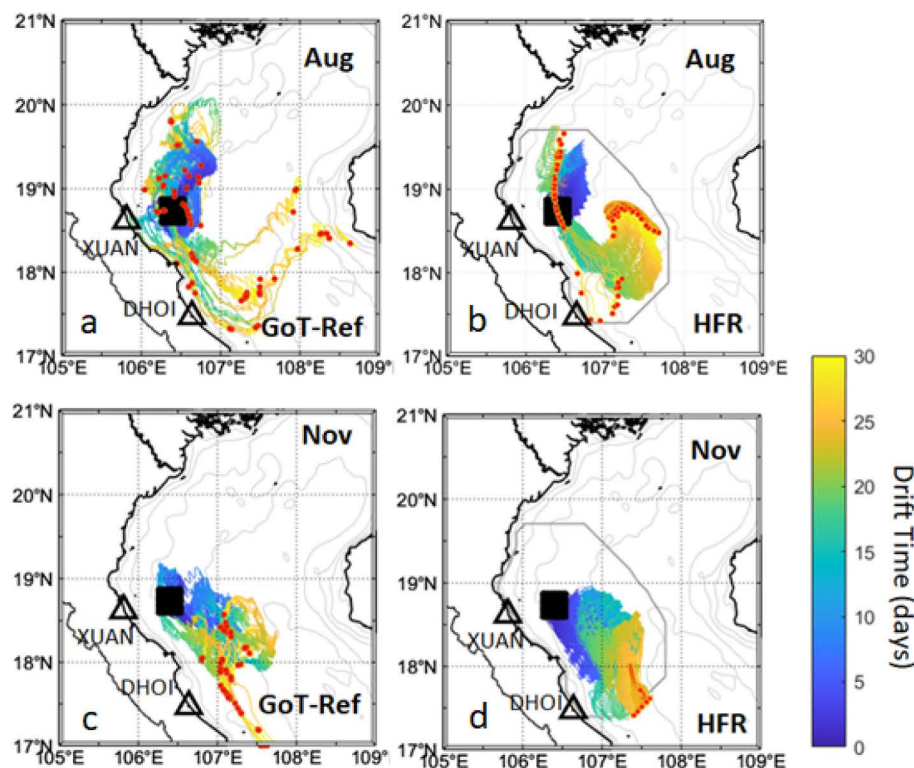 21°N
Aug
20°N
19°N
XUAN
18°N
DHOI
a
GoT-Ref
17°N
105°E 106°E 107°E 108°E 109°E
21°N
Aug
20°N
19°N
XUAN
18°N
DHOI
b
HFR
17°N
105°E 106°E 107°E 108°E 109°E
21°N
Nov
20°N
19°N
XUAN
18°N
DHOI
c
GoT-Ref
17°N
105°E 106°E 107°E 108°E 109°E
21°N
Nov
20°N
19°N
XUAN
18°N
DHOI
d
HFR
17°N
105°E 106°E 107°E 108°E 109°E
30
25
20
15
10
5
0
Drift Time (days)